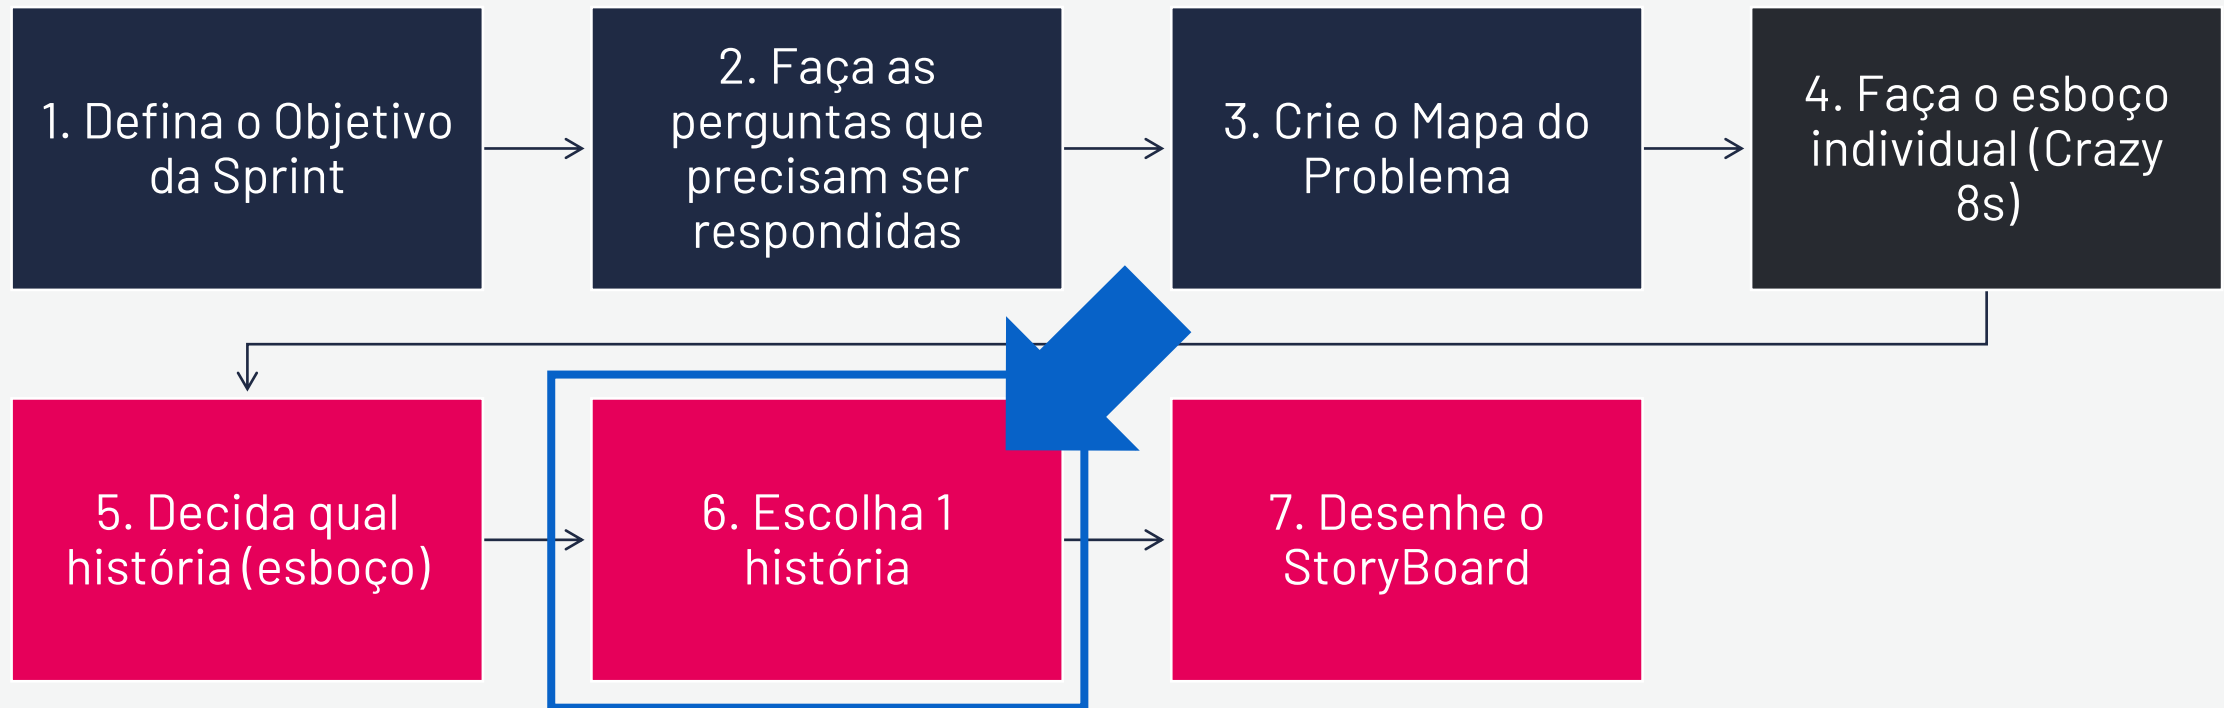 1. Defina o Objetivo
da Sprint
2. Faça as
perguntas que
precisam ser
respondidas
3. Crie o Mapa do
Problema
4. Faça o esboço
individual (Crazy
8s)
5. Decida qual
história (esboço)
6. Escolha 1
história
7. Desenhe o
StoryBoard